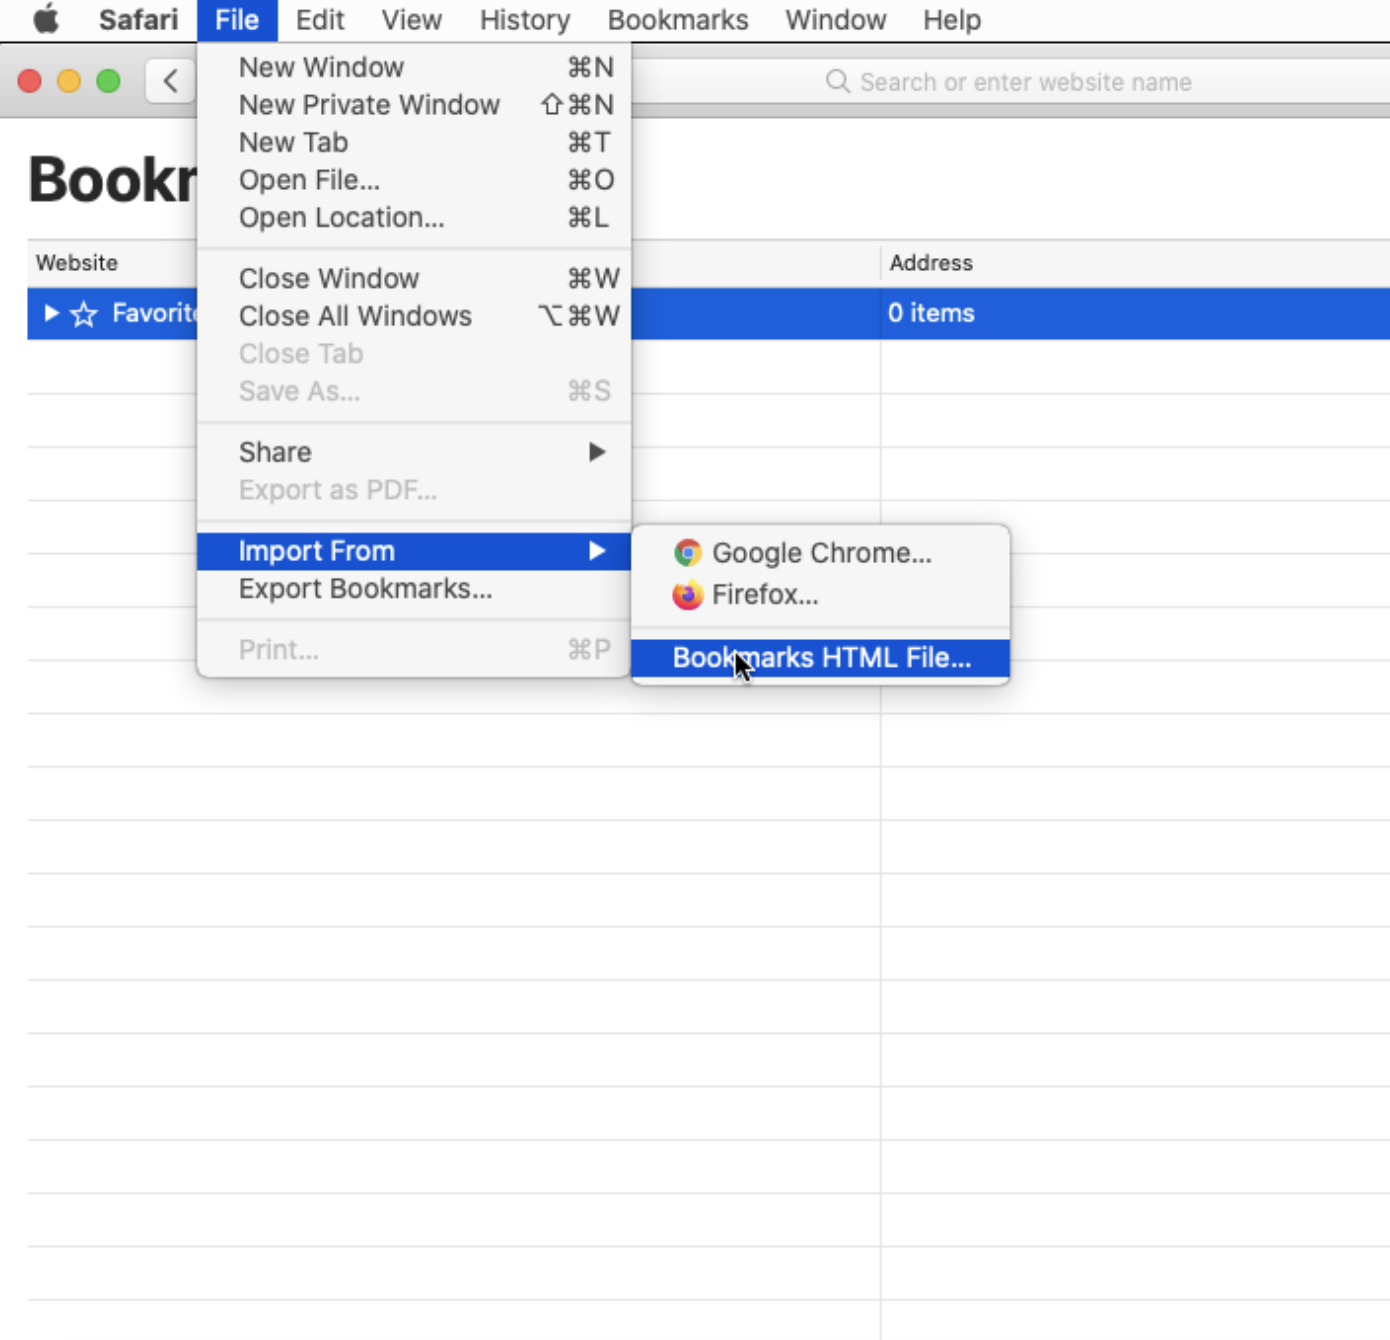 Safari File Edit View History Bookmarks Window Help
Search or enter website name
New Window ⌘N
New Private Window ⇧⌘N
New Tab ⌘T
Open File... ⌘O
Open Location... ⌘L
Close Window ⌘W
Close All Windows ⌥⌘W
Close Tab
Save As... ⌘S
Share
Export as PDF...
Import From
Export Bookmarks...
Print... ⌘P
Google Chrome...
Firefox...
Bookmarks HTML File...
Website Address
0 items